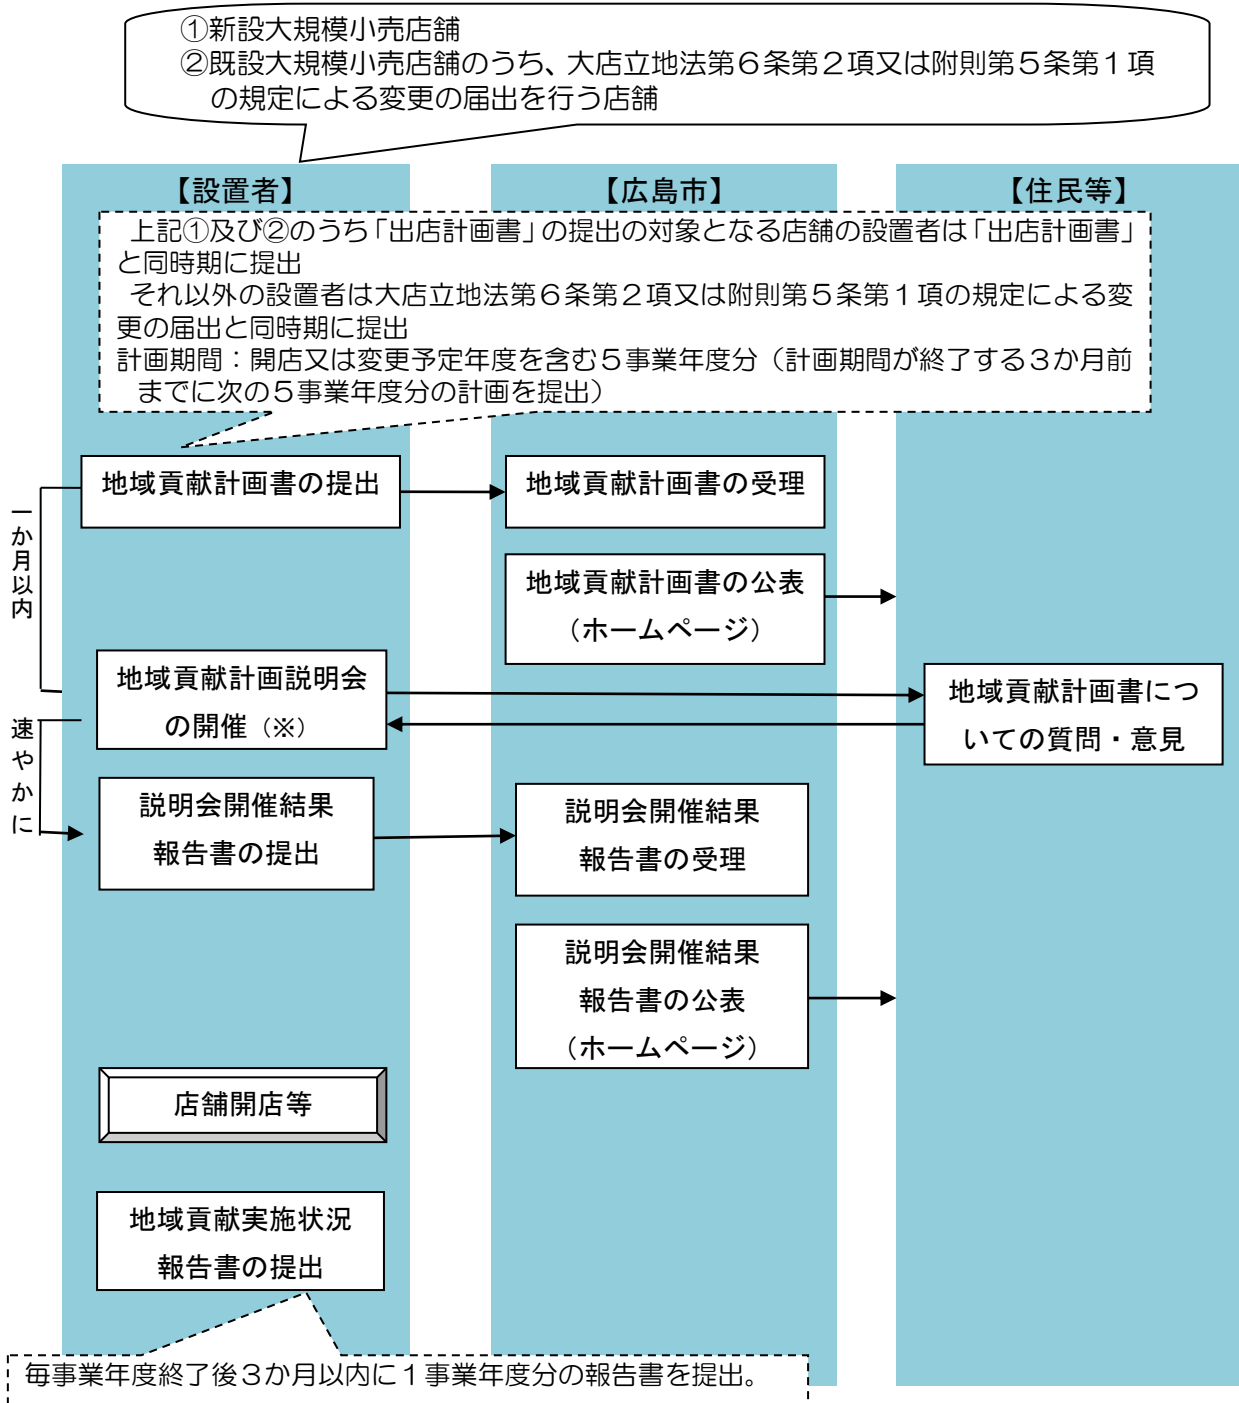 ①新設大規模小売店舗
②既設大規模小売店舗のうち、大店立地法第６条第２項又は附則第５条第１項
の規定による変更の届出を行う店舗
【設置者】
【広島市】
【住民等】
上記①及び②のうち「出店計画書」の提出の対象となる店舗の設置者は「出店計画書」
と同時期に提出
それ以外の設置者は大店立地法第６条第２項又は附則第５条第１項の規定による変
更の届出と同時期に提出
計画期間：開店又は変更予定年度を含む５事業年度分（計画期間が終了する３か月前
までに次の５事業年度分の計画を提出）
地域貢献計画書の提出
地域貢献計画書の受理
一か月以内
地域貢献計画書の公表
（ホームページ）
地域貢献計画説明会
の開催（※）
地域貢献計画書につ
いての質問・意見
速やかに
説明会開催結果
報告書の提出
説明会開催結果
報告書の受理
説明会開催結果
報告書の公表
（ホームページ）
店舗開店等
地域貢献実施状況
報告書の提出
毎事業年度終了後３か月以内に１事業年度分の報告書を提出。